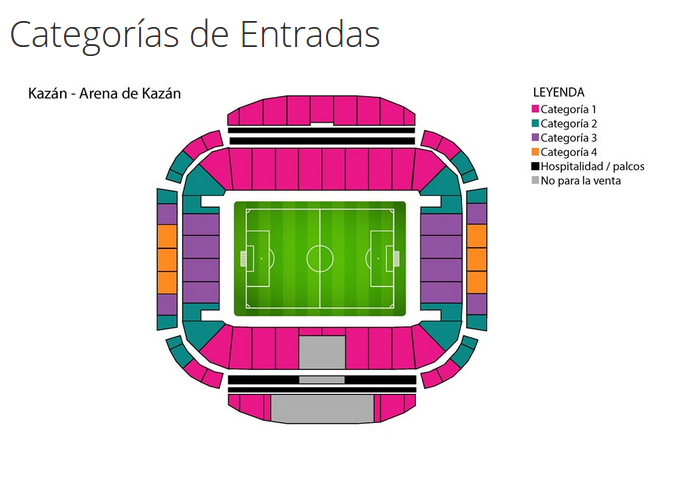 Categorías de Entradas
Kazán - Arena de Kazán
LEYENDA
Categoría 1
Categoría 2
Categoría 3
Categoría 4
Hospitalidad / palcos
No para la venta